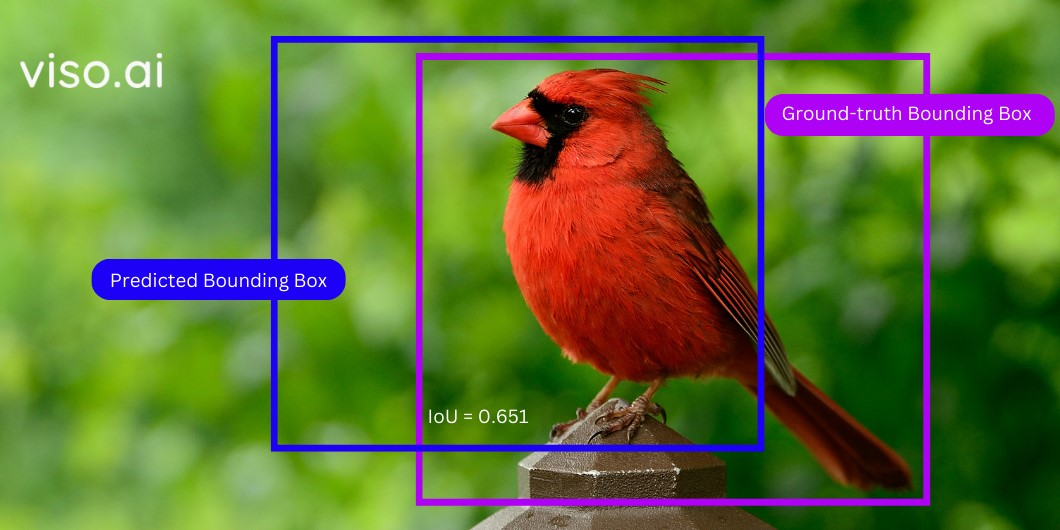 viso.ai
Ground-truth Bounding Box
Predicted Bounding Box
IoU = 0.651